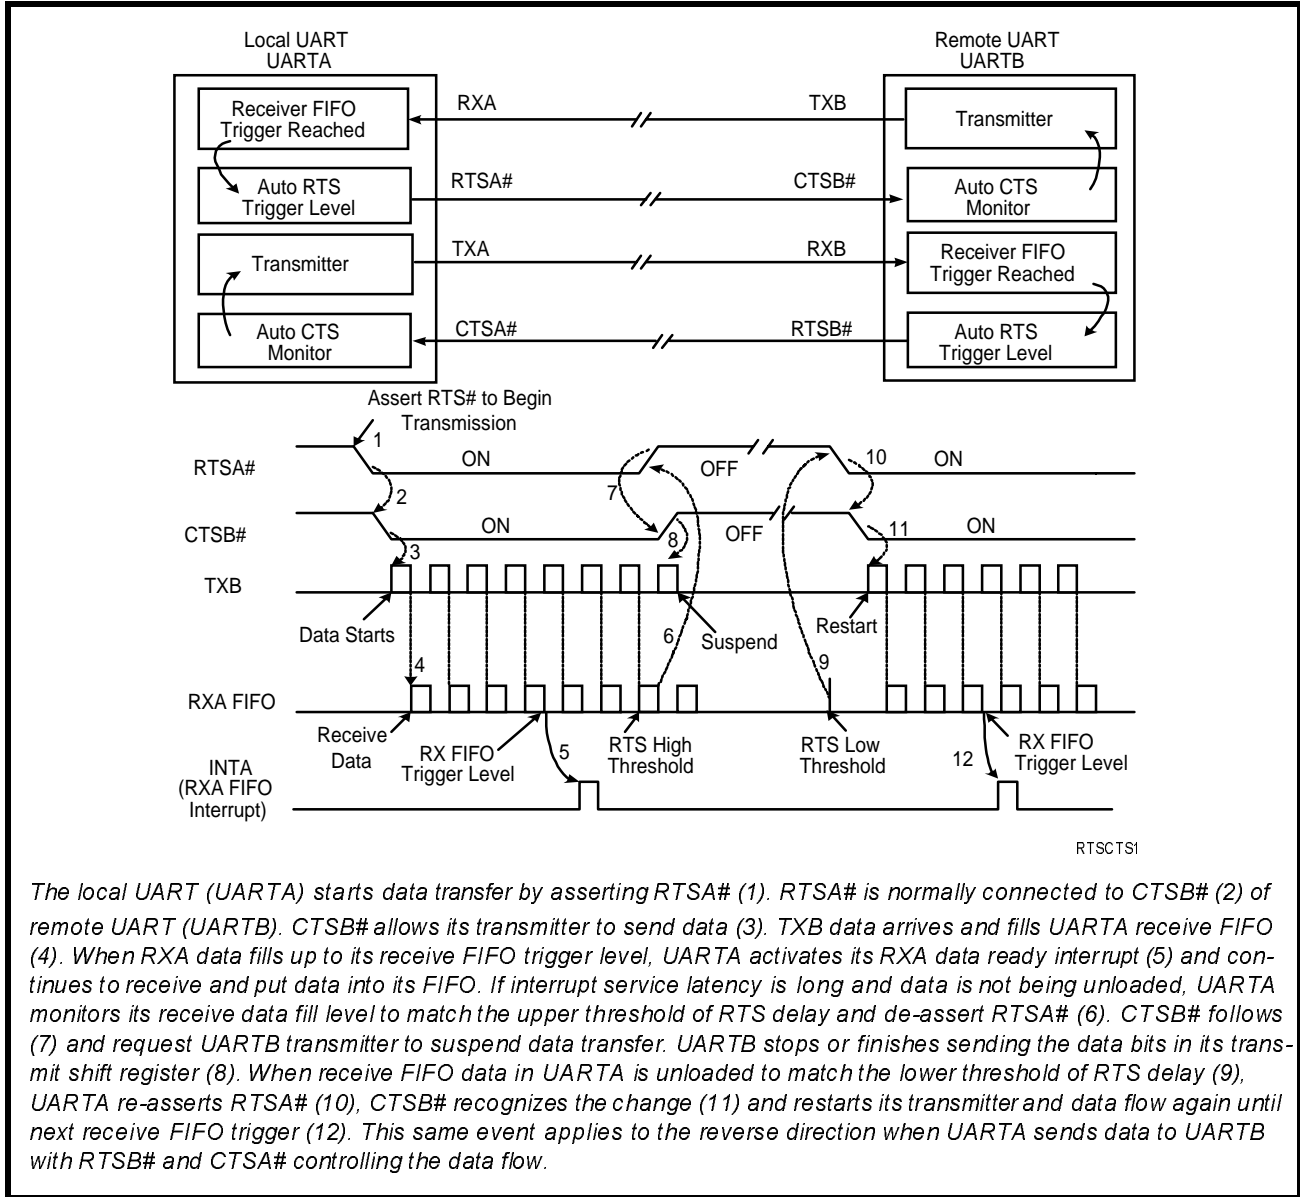 Local UART
UARTA
Remote UART
UARTB
Receiver FIFO
Trigger Reached
RXA
TXB
Transmitter
Auto RTS
Trigger Level
RTSA#
CTSB#
Auto CTS
Monitor
Transmitter
TXA
RXB
Receiver FIFO
Trigger Reached
Auto CTS
Monitor
CTSA#
RTSB#
Auto RTS
Trigger Level
Assert RTS# to Begin
Transmission
RTSA#
1
ON
OFF
10
ON
2
7
CTSB#
ON
8
OFF
11
ON
3
TXB
Data Starts
6
Suspend
Restart
4
9
RXA FIFO
Receive
Data
RX FIFO
Trigger Level
5
RTS High
Threshold
RTS Low
Threshold
12
RX FIFO
Trigger Level
INTA
(RXA FIFO
Interrupt)
RTSCTS1
The local UART (UARTA) starts data transfer by asserting RTSA# (1). RTSA# is normally connected to CTSB# (2) of
remote UART (UARTB). CTSB# allows its transmitter to send data (3). TXB data arrives and fills UARTA receive FIFO
(4). When RXA data fills up to its receive FIFO trigger level, UARTA activates its RXA data ready interrupt (5) and con-
tinues to receive and put data into its FIFO. If interrupt service latency is long and data is not being unloaded, UARTA
monitors its receive data fill level to match the upper threshold of RTS delay and de-assert RTSA# (6). CTSB# follows
(7) and request UARTB transmitter to suspend data transfer. UARTB stops or finishes sending the data bits in its trans-
mit shift register (8). When receive FIFO data in UARTA is unloaded to match the lower threshold of RTS delay (9),
UARTA re-asserts RTSA# (10), CTSB# recognizes the change (11) and restarts its transmitter and data flow again until
next receive FIFO trigger (12). This same event applies to the reverse direction when UARTA sends data to UARTB
with RTSB# and CTSA# controlling the data flow.